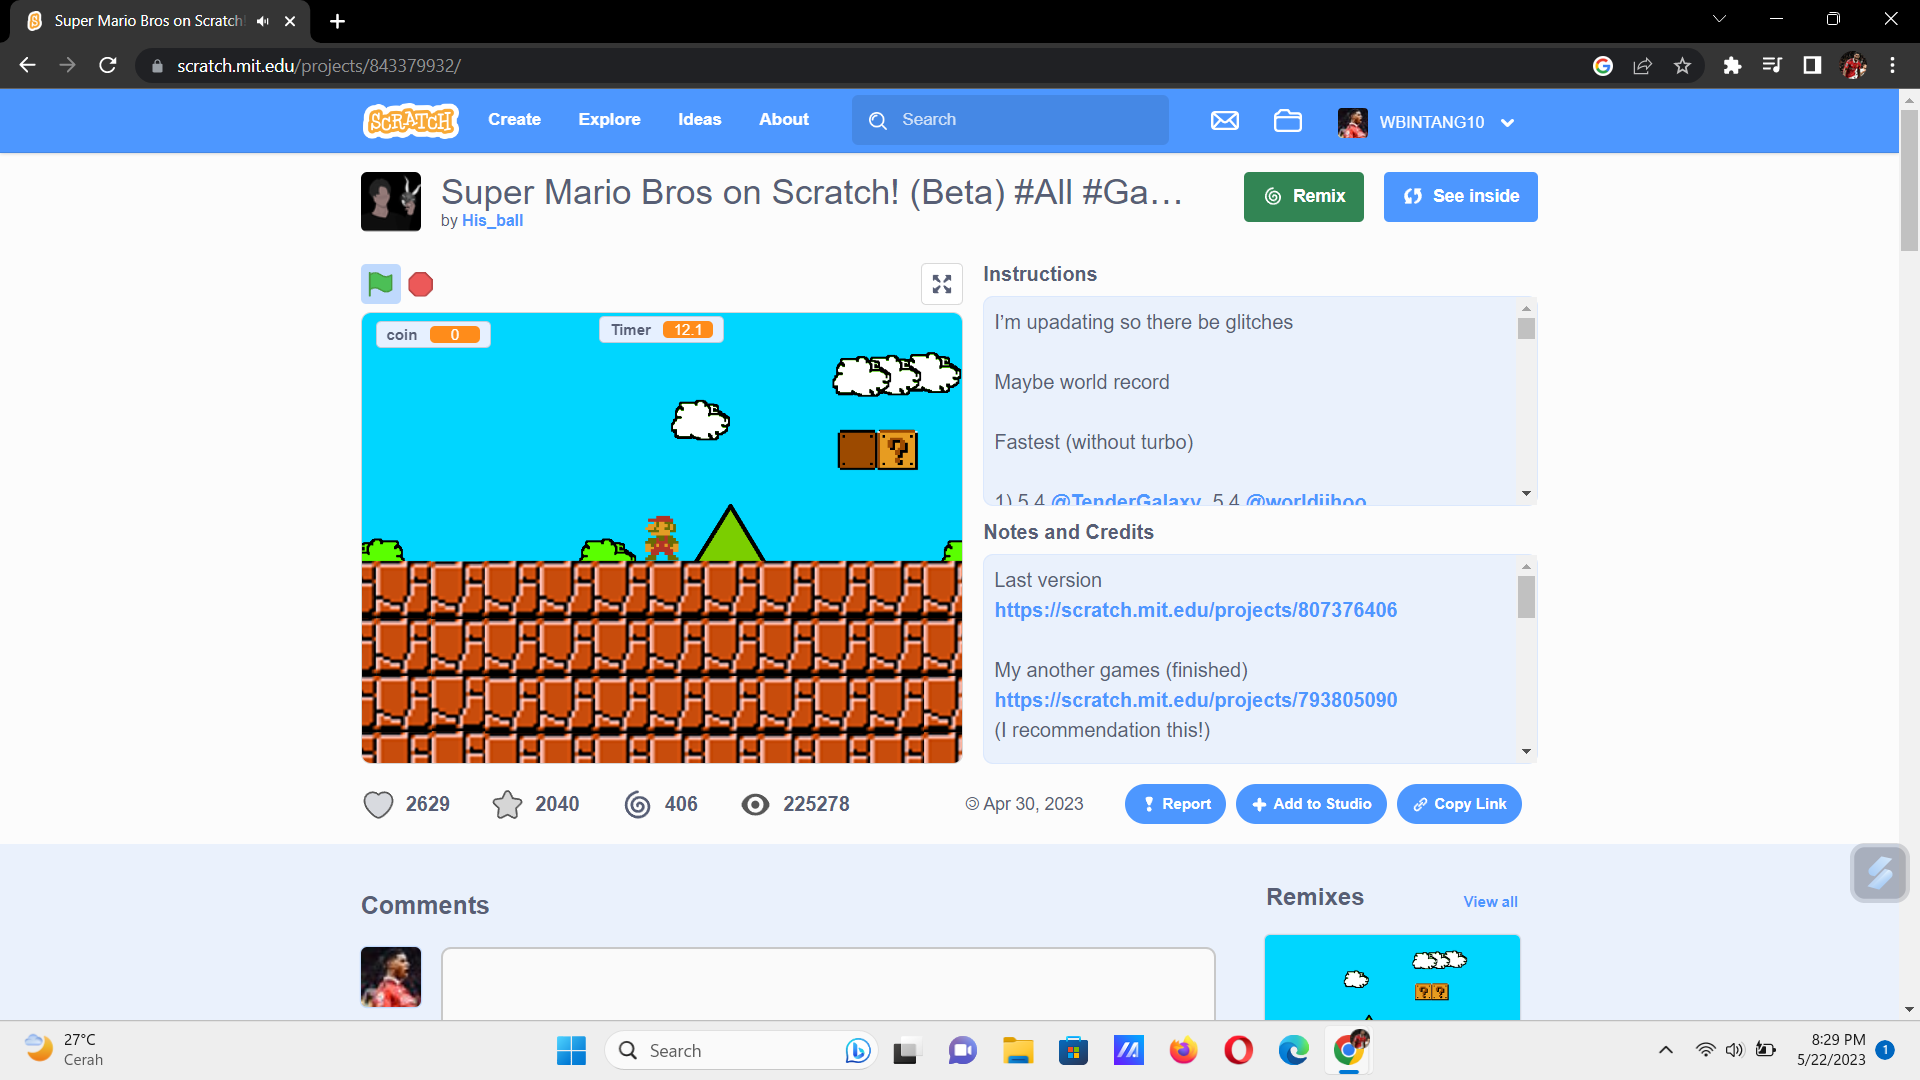 Super Mario Bros on Scratch!
scratch.mit.edu/projects/843379932/
SCRATCH
Create
Explore
Ideas
About
Search
WBINTANG10
Super Mario Bros on Scratch! (Beta) #All #Ga...
by His_ball
Remix
See inside
coin 0
Timer 12.1
?
Instructions
I'm upadating so there be glitches
Maybe world record
Fastest (without turbo)
1) 5.4 @TenderGalaxy 5.4 @worldjihoo
Notes and Credits
Last version
https://scratch.mit.edu/projects/807376406
My another games (finished)
https://scratch.mit.edu/projects/793805090
(I recommendation this!)
2629
2040
406
225278
© Apr 30, 2023
Report
Add to Studio
Copy Link
Comments
Remixes
View all
? ?
27°C
Cerah
Search
8:29 PM
5/22/2023
1